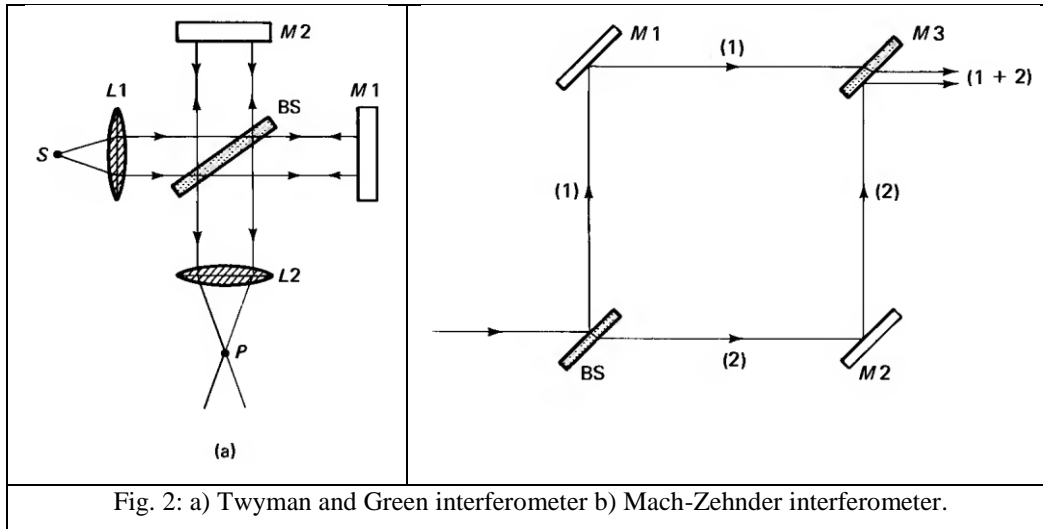 M2
M1
L1
BS
S
L2
P
(a)
M1
(1)
M3
(1 + 2)
(1)
(2)
BS
(2)
M2
Fig. 2: a) Twyman and Green interferometer b) Mach-Zehnder interferometer.